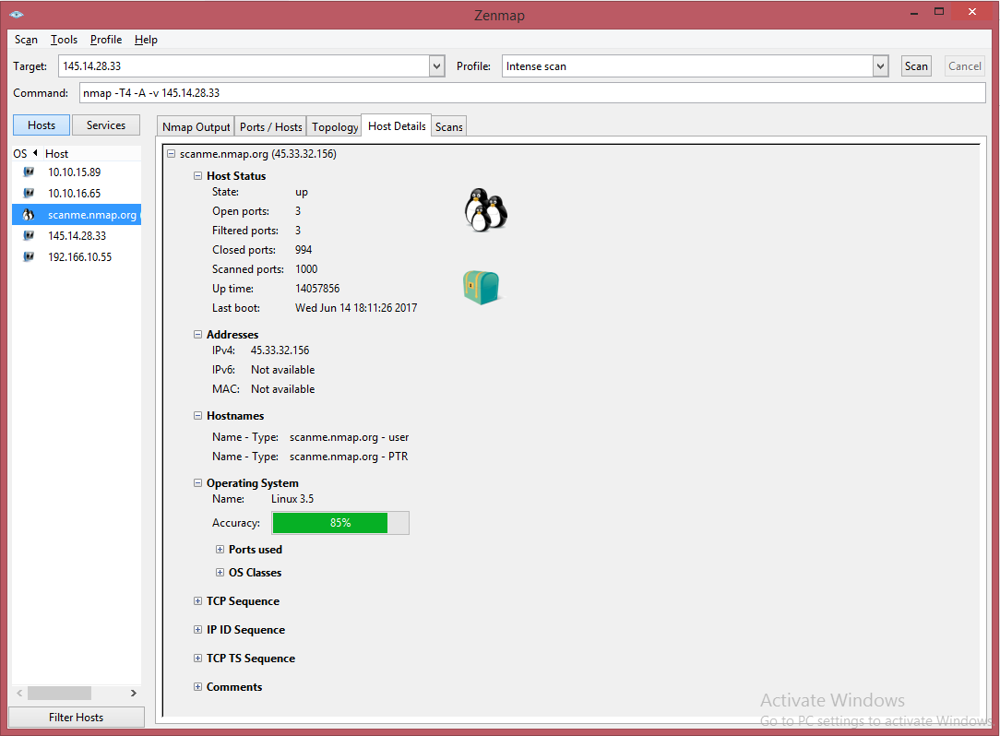 Zenmap
Scan Tools Profile Help
Target: 145.14.28.33 Profile: Intense scan Scan Cancel
Command: nmap -T4 -A -v 145.14.28.33
Hosts Services
Nmap Output Ports / Hosts Topology Host Details Scans
OS Host
10.10.15.89
10.10.16.65
scanme.nmap.org (
145.14.28.33
192.166.10.55
Filter Hosts
scanme.nmap.org (45.33.32.156)
Host Status
State: up
Open ports: 3
Filtered ports: 3
Closed ports: 994
Scanned ports: 1000
Up time: 14057856
Last boot: Wed Jun 14 18:11:26 2017
Addresses
IPv4: 45.33.32.156
IPv6: Not available
MAC: Not available
Hostnames
Name - Type: scanme.nmap.org - user
Name - Type: scanme.nmap.org - PTR
Operating System
Name: Linux 3.5
Accuracy: 85%
Ports used
OS Classes
TCP Sequence
IP ID Sequence
TCP TS Sequence
Comments
Activate Windows
Go to PC settings to activate Windows